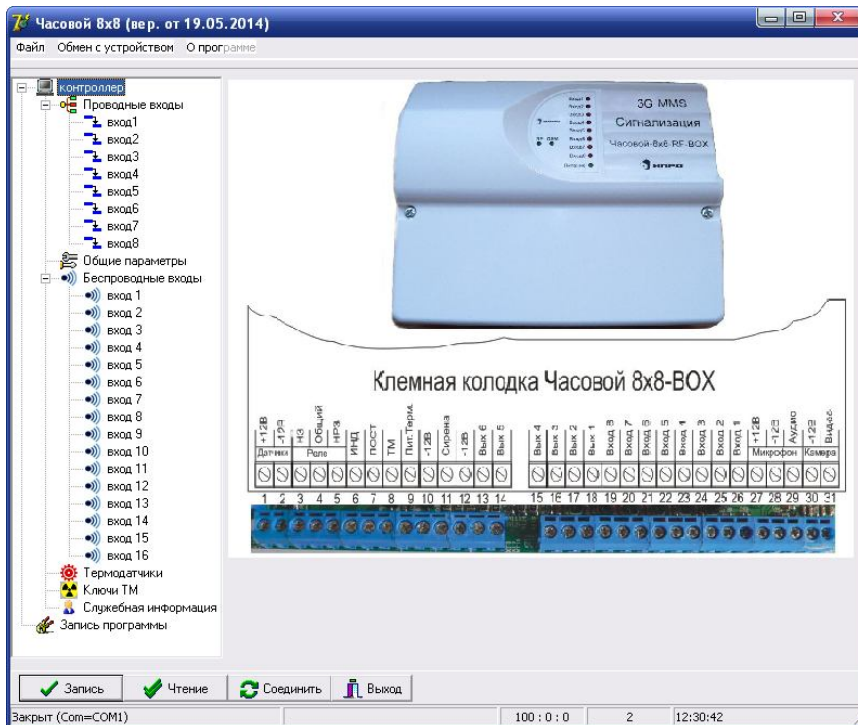 Часовой 8x8 (вер. от 19.05.2014)
Файл Обмен с устройством О программе
контроллер
Проводные входы
вход1
вход2
вход3
вход4
вход5
вход6
вход7
вход8
Общие параметры
Беспроводные входы
вход 1
вход 2
вход 3
вход 4
вход 5
вход 6
вход 7
вход 8
вход 9
вход 10
вход 11
вход 12
вход 13
вход 14
вход 15
вход 16
Термодатчики
Ключи ТМ
Служебная информация
Запись программы
3G MMS
Сигнализация
Часовой-8x8-RF-BOX
Клемная колодка Часовой 8x8-BOX
+12В -12В НЗ Общий НРЗ ИНД ПОСТ ТМ Пит.Терм. -12В Сирена -12В Вых 6 Вых 5 Вых 4 Вых 3 Вых 2 Вых 1 Вход 8 Вход 7 Вход 6 Вход 5 Вход 4 Вход 3 Вход 2 Вход 1 +12В -12В Аудио -12В Видео
Датчики Реле Микрофон Камера
1 2 3 4 5 6 7 8 9 10 11 12 13 14 15 16 17 18 19 20 21 22 23 24 25 26 27 28 29 30 31
Запись Чтение Соединить Выход
Закрыт (Com=COM1) 100 : 0 : 0 2 12:30:42